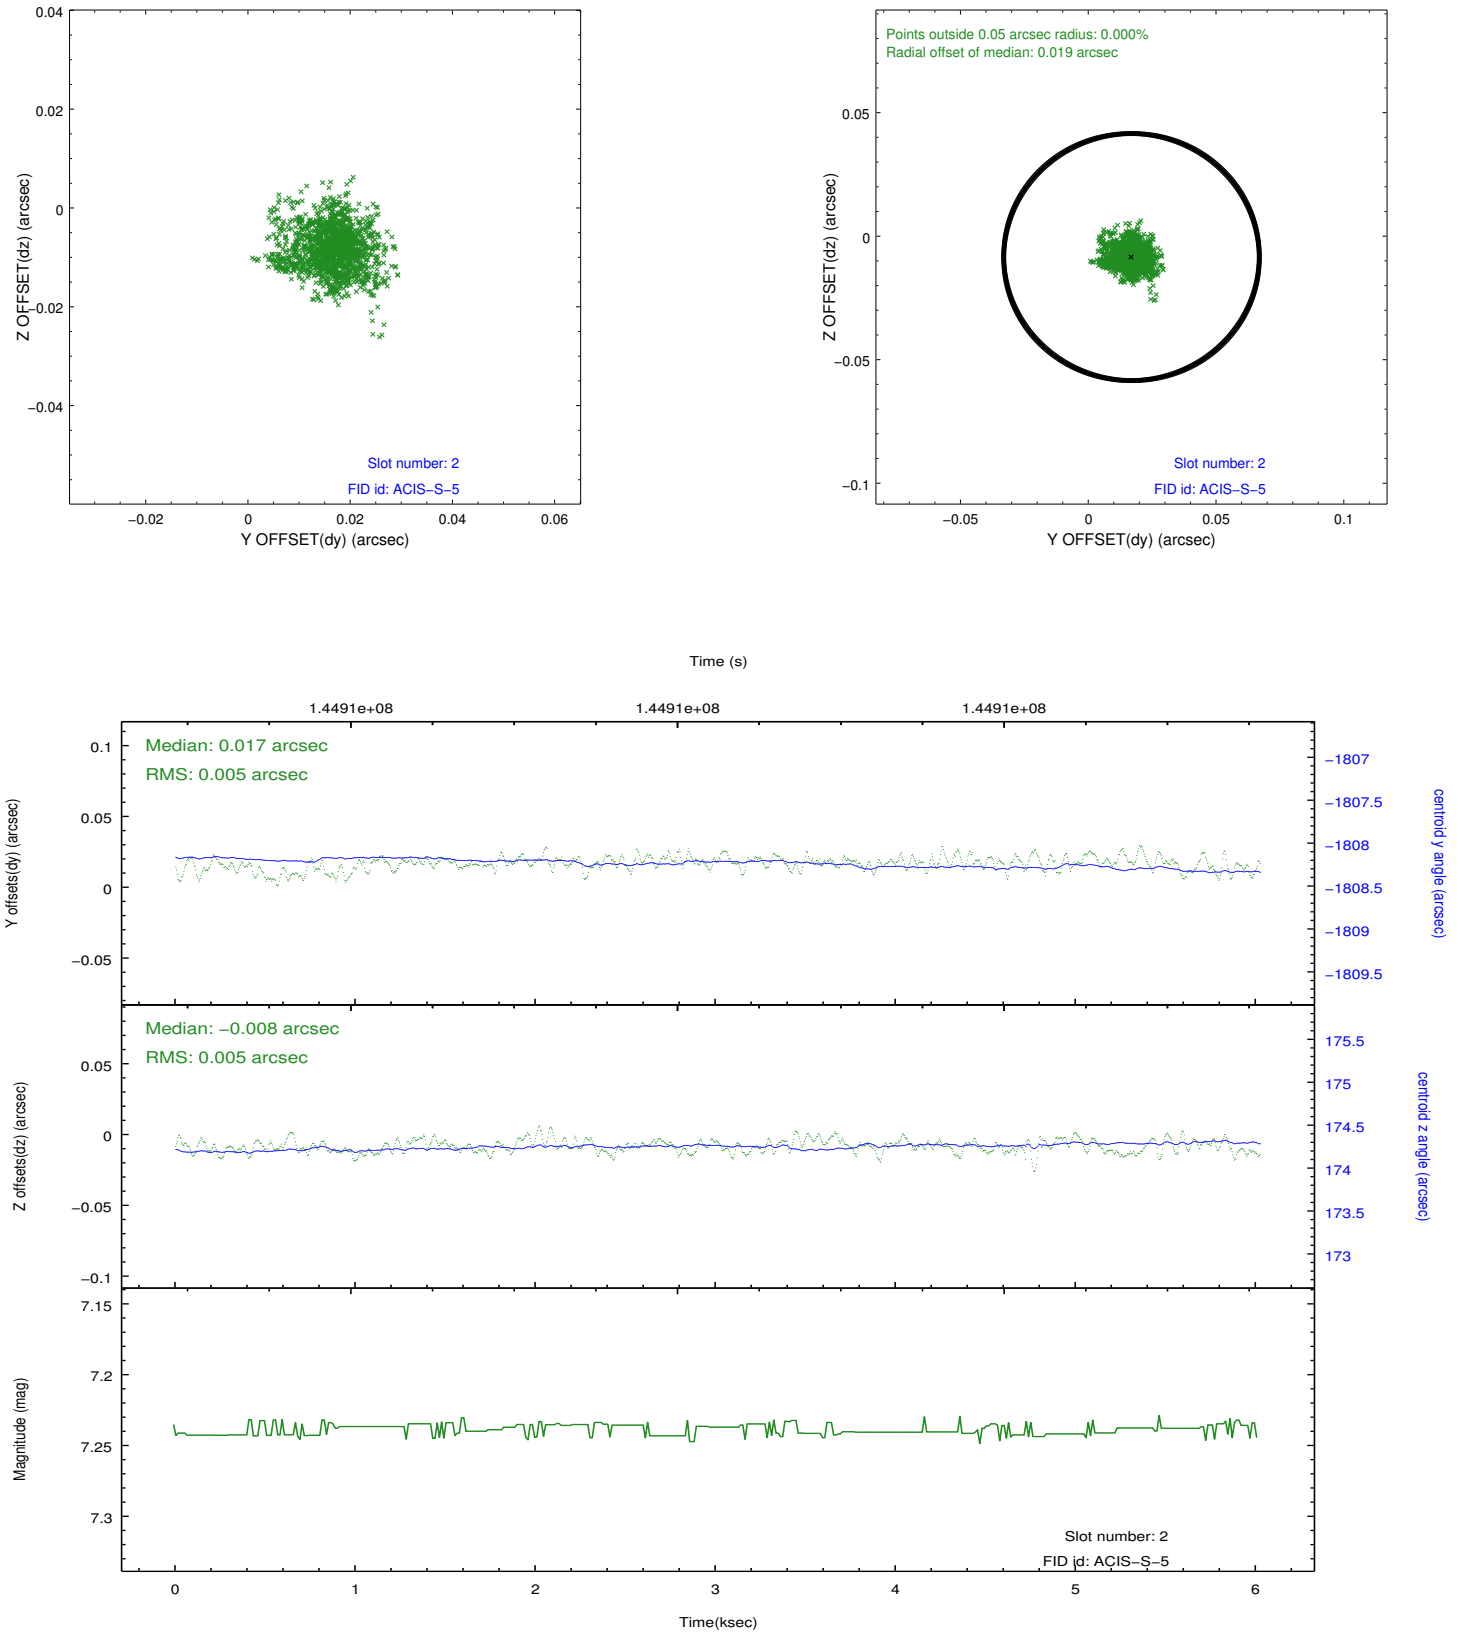 0.04
0.02
0
−0.02
−0.04
Z OFFSET(dz) (arcsec)
Slot number: 2
FID id: ACIS−S−5
−0.02
0
0.02
0.04
0.06
Y OFFSET(dy) (arcsec)
Points outside 0.05 arcsec radius: 0.000%
Radial offset of median: 0.019 arcsec
0.05
0
−0.05
−0.1
Z OFFSET(dz) (arcsec)
Slot number: 2
FID id: ACIS−S−5
−0.05
0
0.05
0.1
Y OFFSET(dy) (arcsec)
Time (s)
1.4491e+08
1.4491e+08
1.4491e+08
Median: 0.017 arcsec
RMS: 0.005 arcsec
0.1
0.05
0
−0.05
Y offsets(dy) (arcsec)
−1807
−1807.5
−1808
−1808.5
−1809
−1809.5
centroid y angle (arcsec)
Median: −0.008 arcsec
RMS: 0.005 arcsec
0.05
0
−0.05
−0.1
Z offsets(dz) (arcsec)
175.5
175
174.5
174
173.5
173
centroid z angle (arcsec)
7.15
7.2
7.25
7.3
Magnitude (mag)
Slot number: 2
FID id: ACIS−S−5
0
1
2
3
4
5
6
Time(ksec)